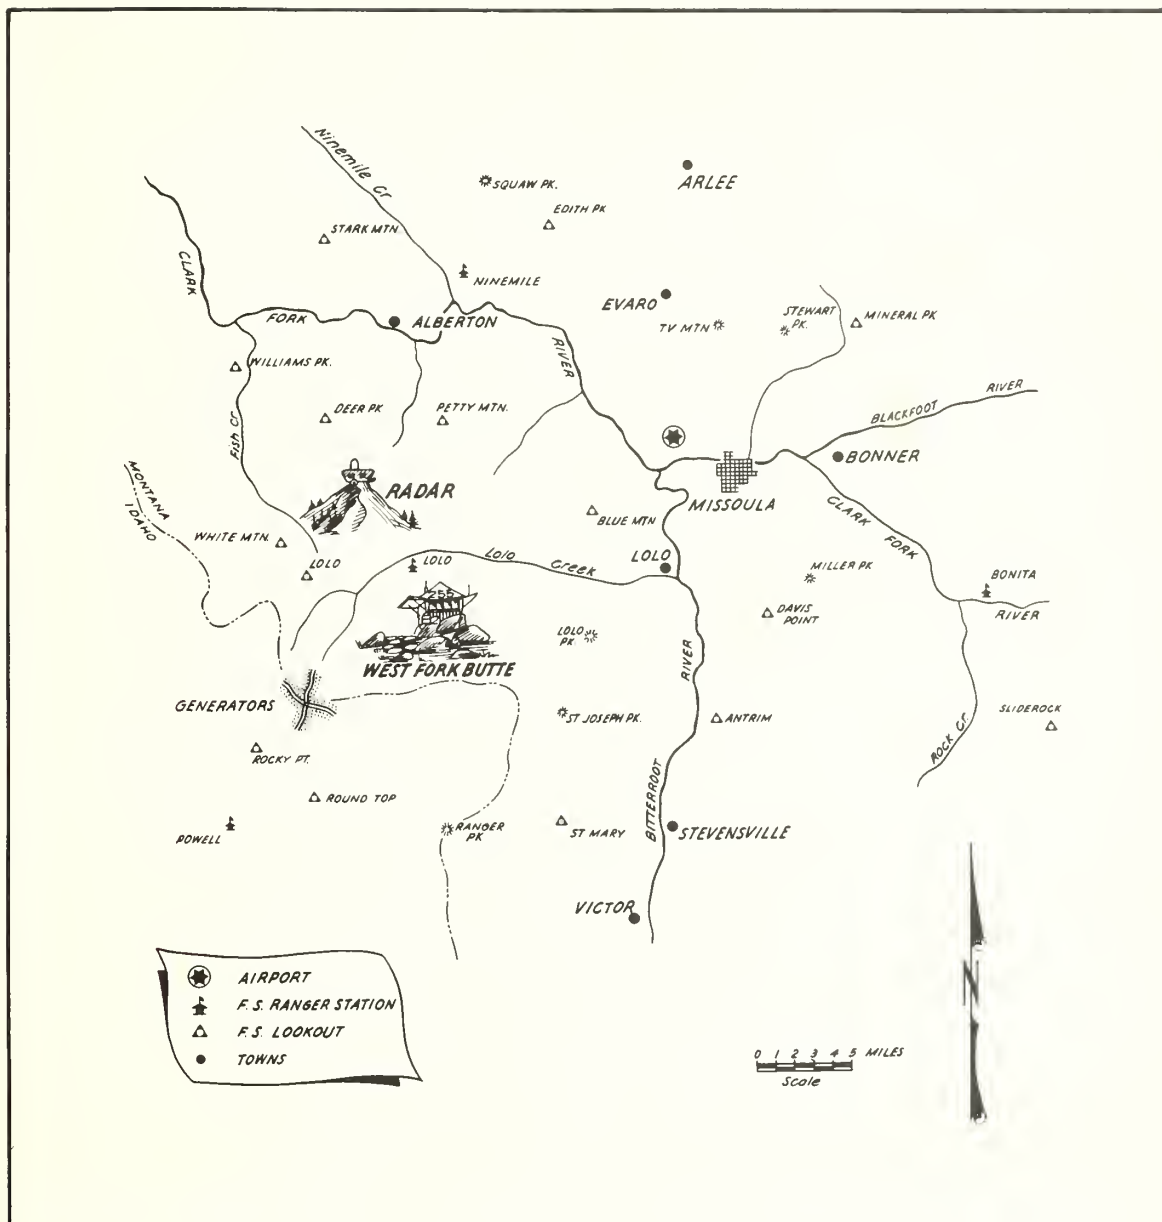 Ninemile Cr
SQUAW PK.
ARLEE
EDITH PK
STARK MTN.
CLARK
NINEMILE
EVARO
STEWART
PK.
MINERAL PK
TV MTN
FORK
ALBERTON
RIVER
WILLIAMS PK.
RIVER
BLACKFOOT
DEER PK
PETTY MTN.
Fish Cr
BONNER
MONTANA
IDAHO
RADAR
MISSOULA
BLUE MTN
CLARK
FORK
WHITE MTN.
LOLO
LOLO
Lolo
Creek
LOLO
MILLER PK
BONITA
255
DAVIS
POINT
RIVER
LOLO
PK
RIVER
WEST FORK BUTTE
GENERATORS
ST JOSEPH PK.
ANTRIM
SLIDEROCK
ROCK Cr.
ROCKY PT.
ROUND TOP
BITTERROOT
POWELL
RANGER
PK
ST MARY
STEVENSVILLE
VICTOR
N
AIRPORT
F. S. RANGER STATION
F. S. LOOKOUT
TOWNS
0 1 2 3 4 5 MILES
Scale